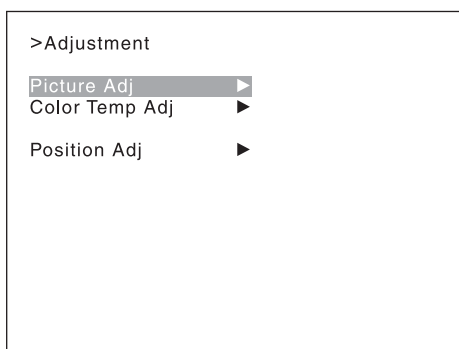 >Adjustment
Picture Adj ▶
Color Temp Adj ▶
Position Adj ▶